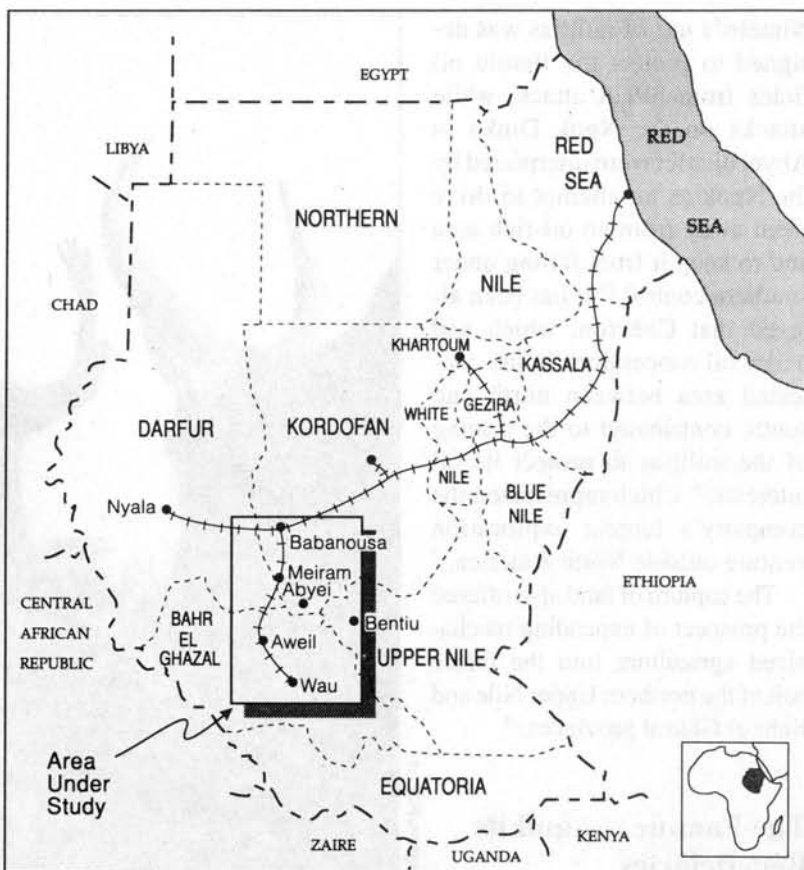 EGYPT
LIBYA
RED
SEA
RED
SEA
NORTHERN
NILE
CHAD
KHARTOUM
KASSALA
WHITE
GEZIRA
DARFUR
KORDOFAN
NILE
BLUE
NILE
Nyala
Babanousa
Meiram
Abyei
ETHIOPIA
CENTRAL
AFRICAN
REPUBLIC
BAHR
EL
GHAZAL
Bentiu
Aweil
UPPER NILE
Wau
Area
Under
Study
EQUATORIA
ZAIRE
UGANDA
KENYA